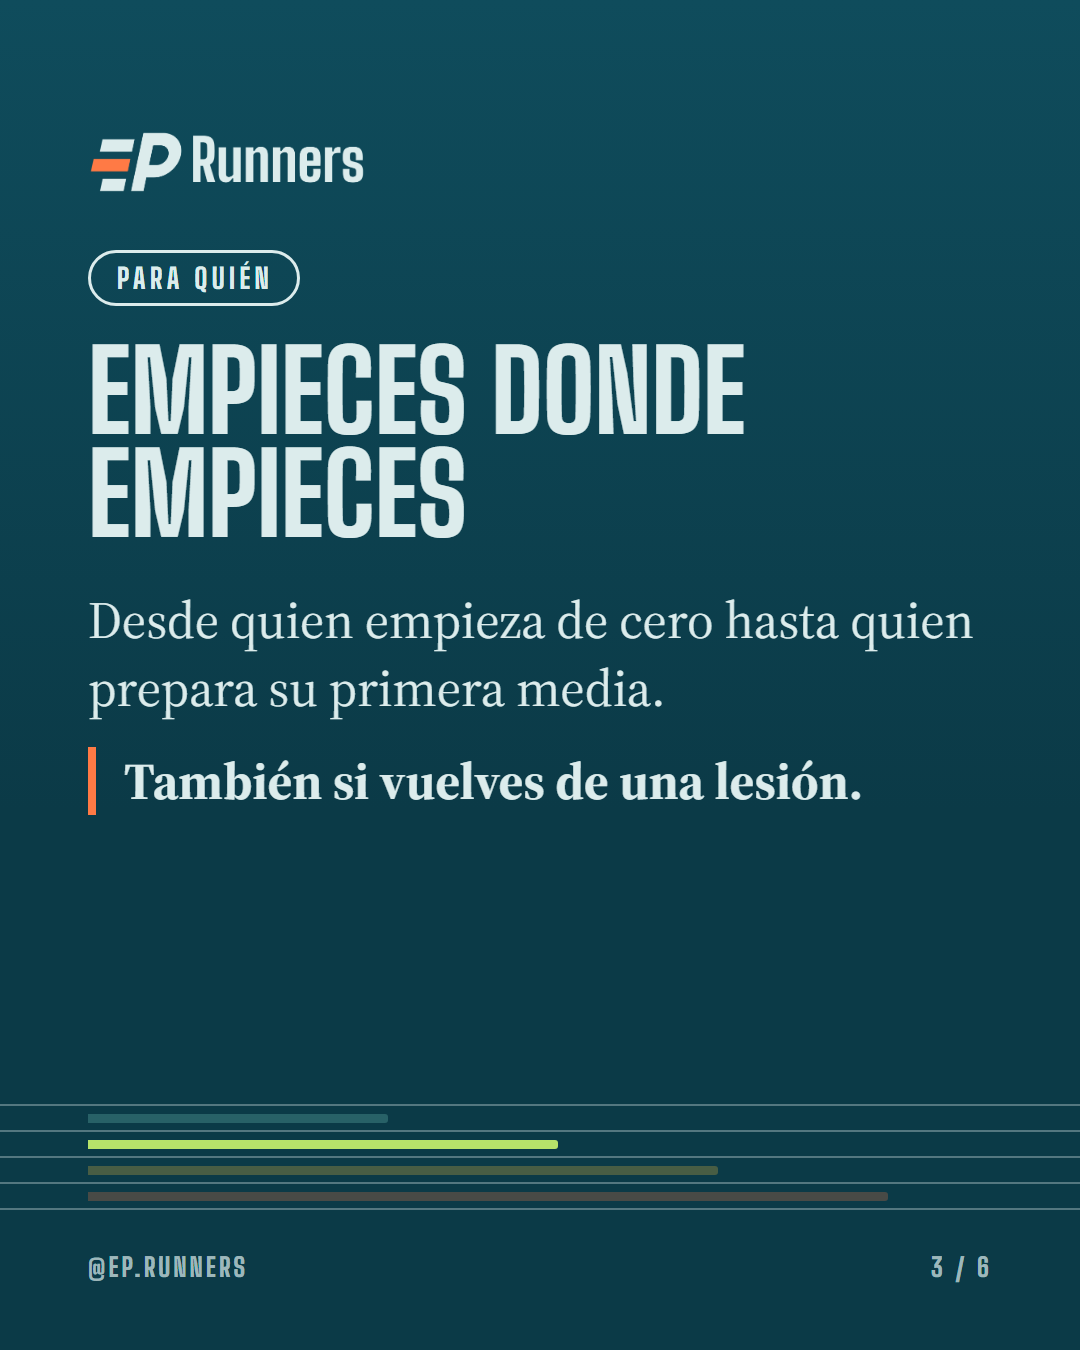 EP Runners
PARA QUIÉN
EMPIECES DONDE
EMPIECES
Desde quien empieza de cero hasta quien
prepara su primera media.
También si vuelves de una lesión.
@EP.RUNNERS
3 / 6